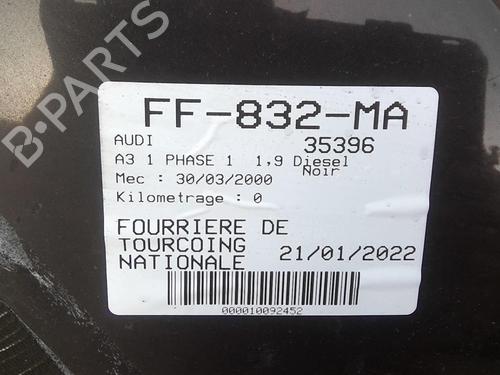 FF-832-MA
AUDI 35396
A3 1 PHASE 1 1,9 Diesel
Noir
Mec : 30/03/2000
Kilometrage : 0
FOURRIERE DE
TOURCOING
NATIONALE 21/01/2022
000010092452
B-PARTS